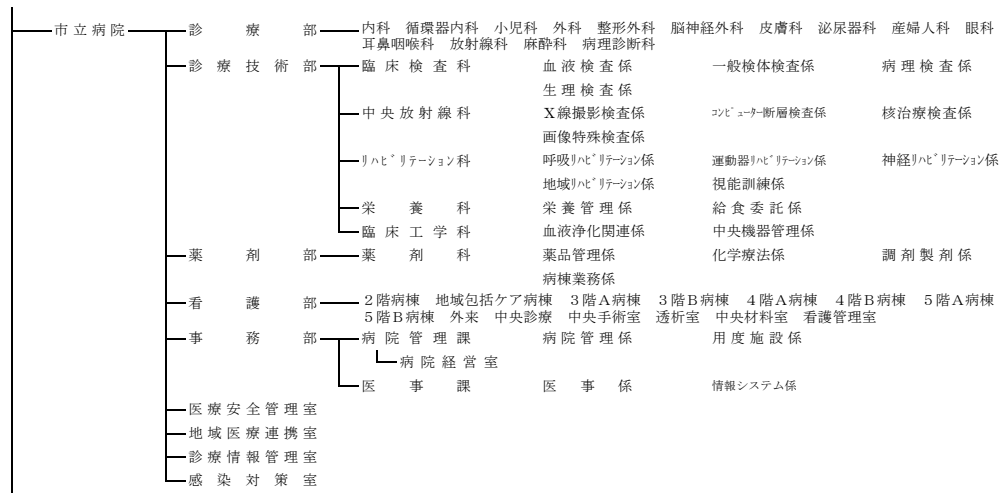 市立病院 診療部 内科 循環器内科 小児科 外科 整形外科 脳神経外科 皮膚科 泌尿器科 産婦人科 眼科
耳鼻咽喉科 放射線科 麻酔科 病理診断科
診療技術部 臨床検査科 血液検査係 一般検体検査係 病理検査係
生理検査係
中央放射線科 X線撮影検査係 ｺﾝﾋﾟｭｰﾀｰ断層検査係 核治療検査係
画像特殊検査係
ﾘﾊﾋﾞﾘﾃｰｼｮﾝ科 呼吸ﾘﾊﾋﾞﾘﾃｰｼｮﾝ係 運動器ﾘﾊﾋﾞﾘﾃｰｼｮﾝ係 神経ﾘﾊﾋﾞﾘﾃｰｼｮﾝ係
地域ﾘﾊﾋﾞﾘﾃｰｼｮﾝ係 視能訓練係
栄養科 栄養管理係 給食委託係
臨床工学科 血液浄化関連係 中央機器管理係
薬剤部 薬剤科 薬品管理係 化学療法係 調剤製剤係
病棟業務係
看護部 2階病棟 地域包括ケア病棟 3階A病棟 3階B病棟 4階A病棟 4階B病棟 5階A病棟
5階B病棟 外来 中央診療 中央手術室 透析室 中央材料室 看護管理室
事務部 病院管理課 病院管理係 用度施設係
病院経営室
医事課 医事係 情報システム係
医療安全管理室
地域医療連携室
診療情報管理室
感染対策室